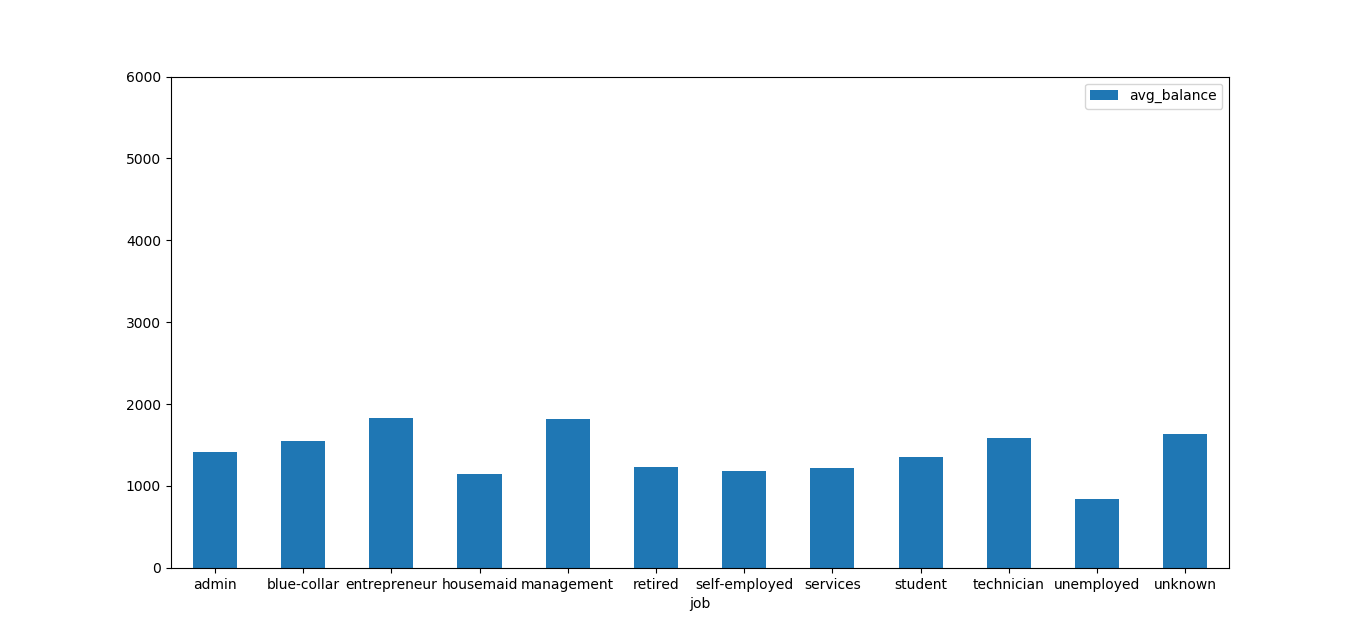 6000
avg_balance
5000
4000
3000
2000
1000
0
admin blue-collar entrepreneur housemaid management retired self-employed services student technician unemployed unknown
job